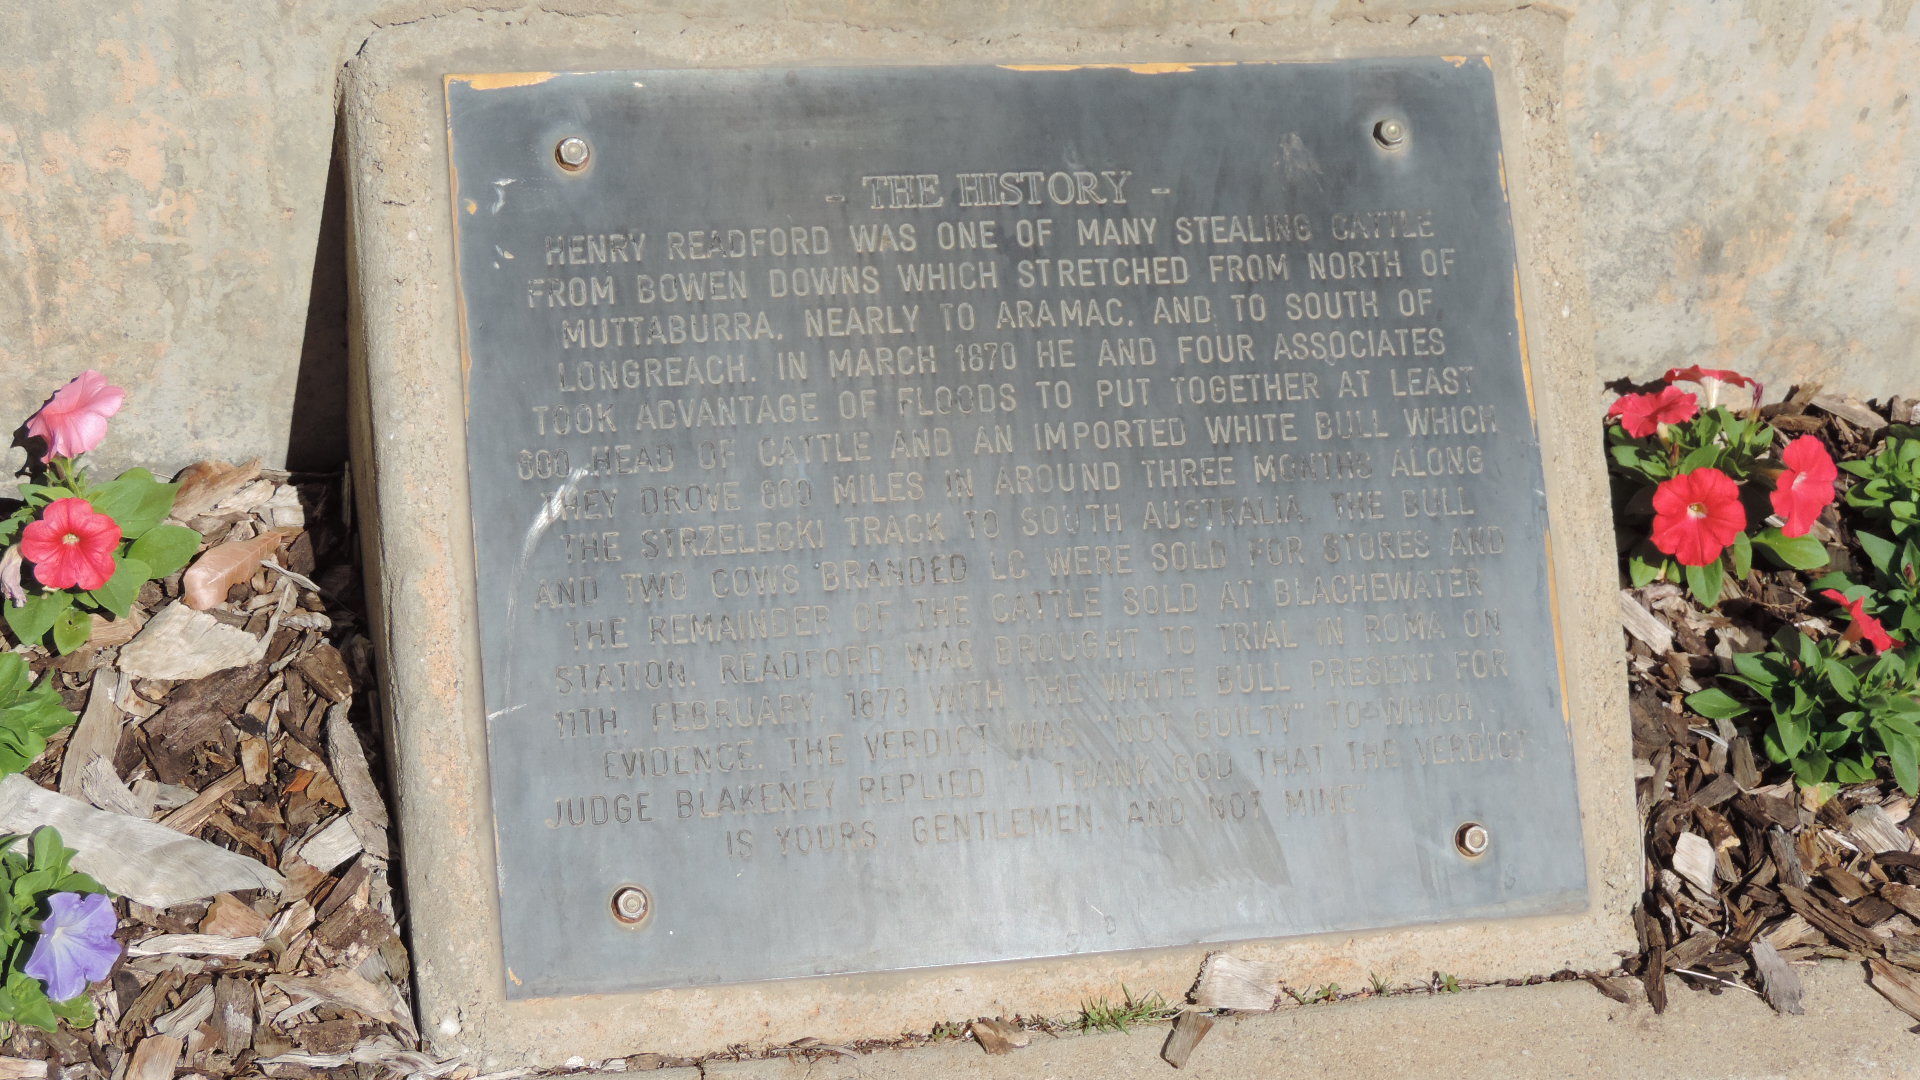 - THE HISTORY -
HENRY READFORD WAS ONE OF MANY STEALING CATTLE
FROM BOWEN DOWNS WHICH STRETCHED FROM NORTH OF
MUTTABURRA, NEARLY TO ARAMAC, AND TO SOUTH OF
LONGREACH. IN MARCH 1870 HE AND FOUR ASSOCIATES
TOOK ADVANTAGE OF FLOODS TO PUT TOGETHER AT LEAST
600 HEAD OF CATTLE AND AN IMPORTED WHITE BULL WHICH
THEY DROVE 800 MILES IN AROUND THREE MONTHS ALONG
THE STRZELECKI TRACK TO SOUTH AUSTRALIA. THE BULL
AND TWO COWS BRANDED LC WERE SOLD FOR STORES AND
THE REMAINDER OF THE CATTLE SOLD AT BLACHEWATER
STATION. READFORD WAS BROUGHT TO TRIAL IN ROMA ON
11TH. FEBRUARY, 1873 WITH THE WHITE BULL PRESENT FOR
EVIDENCE. THE VERDICT WAS "NOT GUILTY" TO WHICH
JUDGE BLAKENEY REPLIED "I THANK GOD THAT THE VERDICT
IS YOURS, GENTLEMEN, AND NOT MINE"